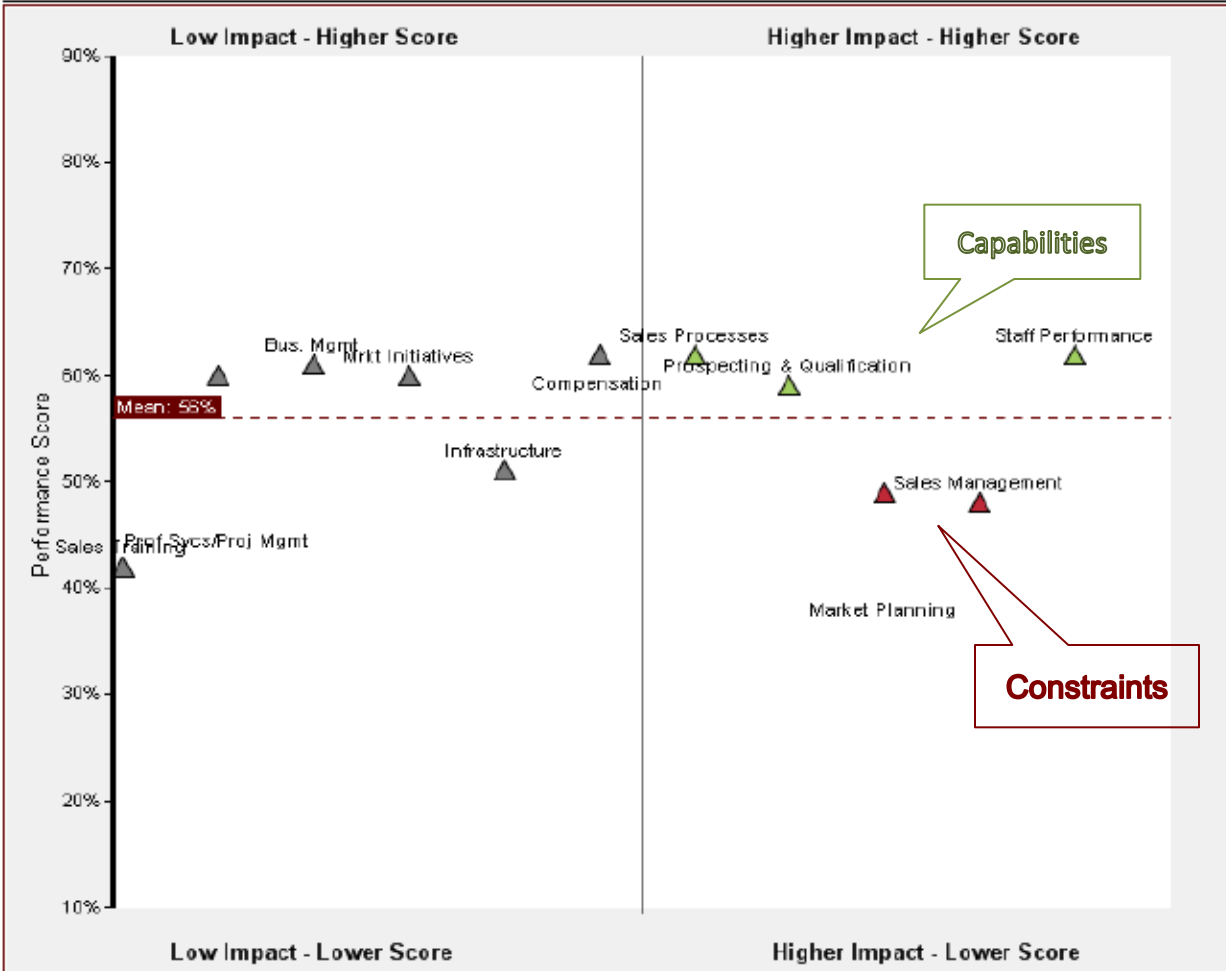 Low Impact - Higher Score
Higher Impact - Higher Score
90%
80%
Capabilities
70%
Sales Processes
Staff Performance
Bus. Mgmt
Mrkt Initiatives
Prospecting & Qualification
60%
Compensation
Mean: 56%
Performance Score
Infrastructure
50%
Sales Management
Prof Svcs/Proj Mgmt
Sales Training
40%
Market Planning
30%
Constraints
20%
10%
Low Impact - Lower Score
Higher Impact - Lower Score